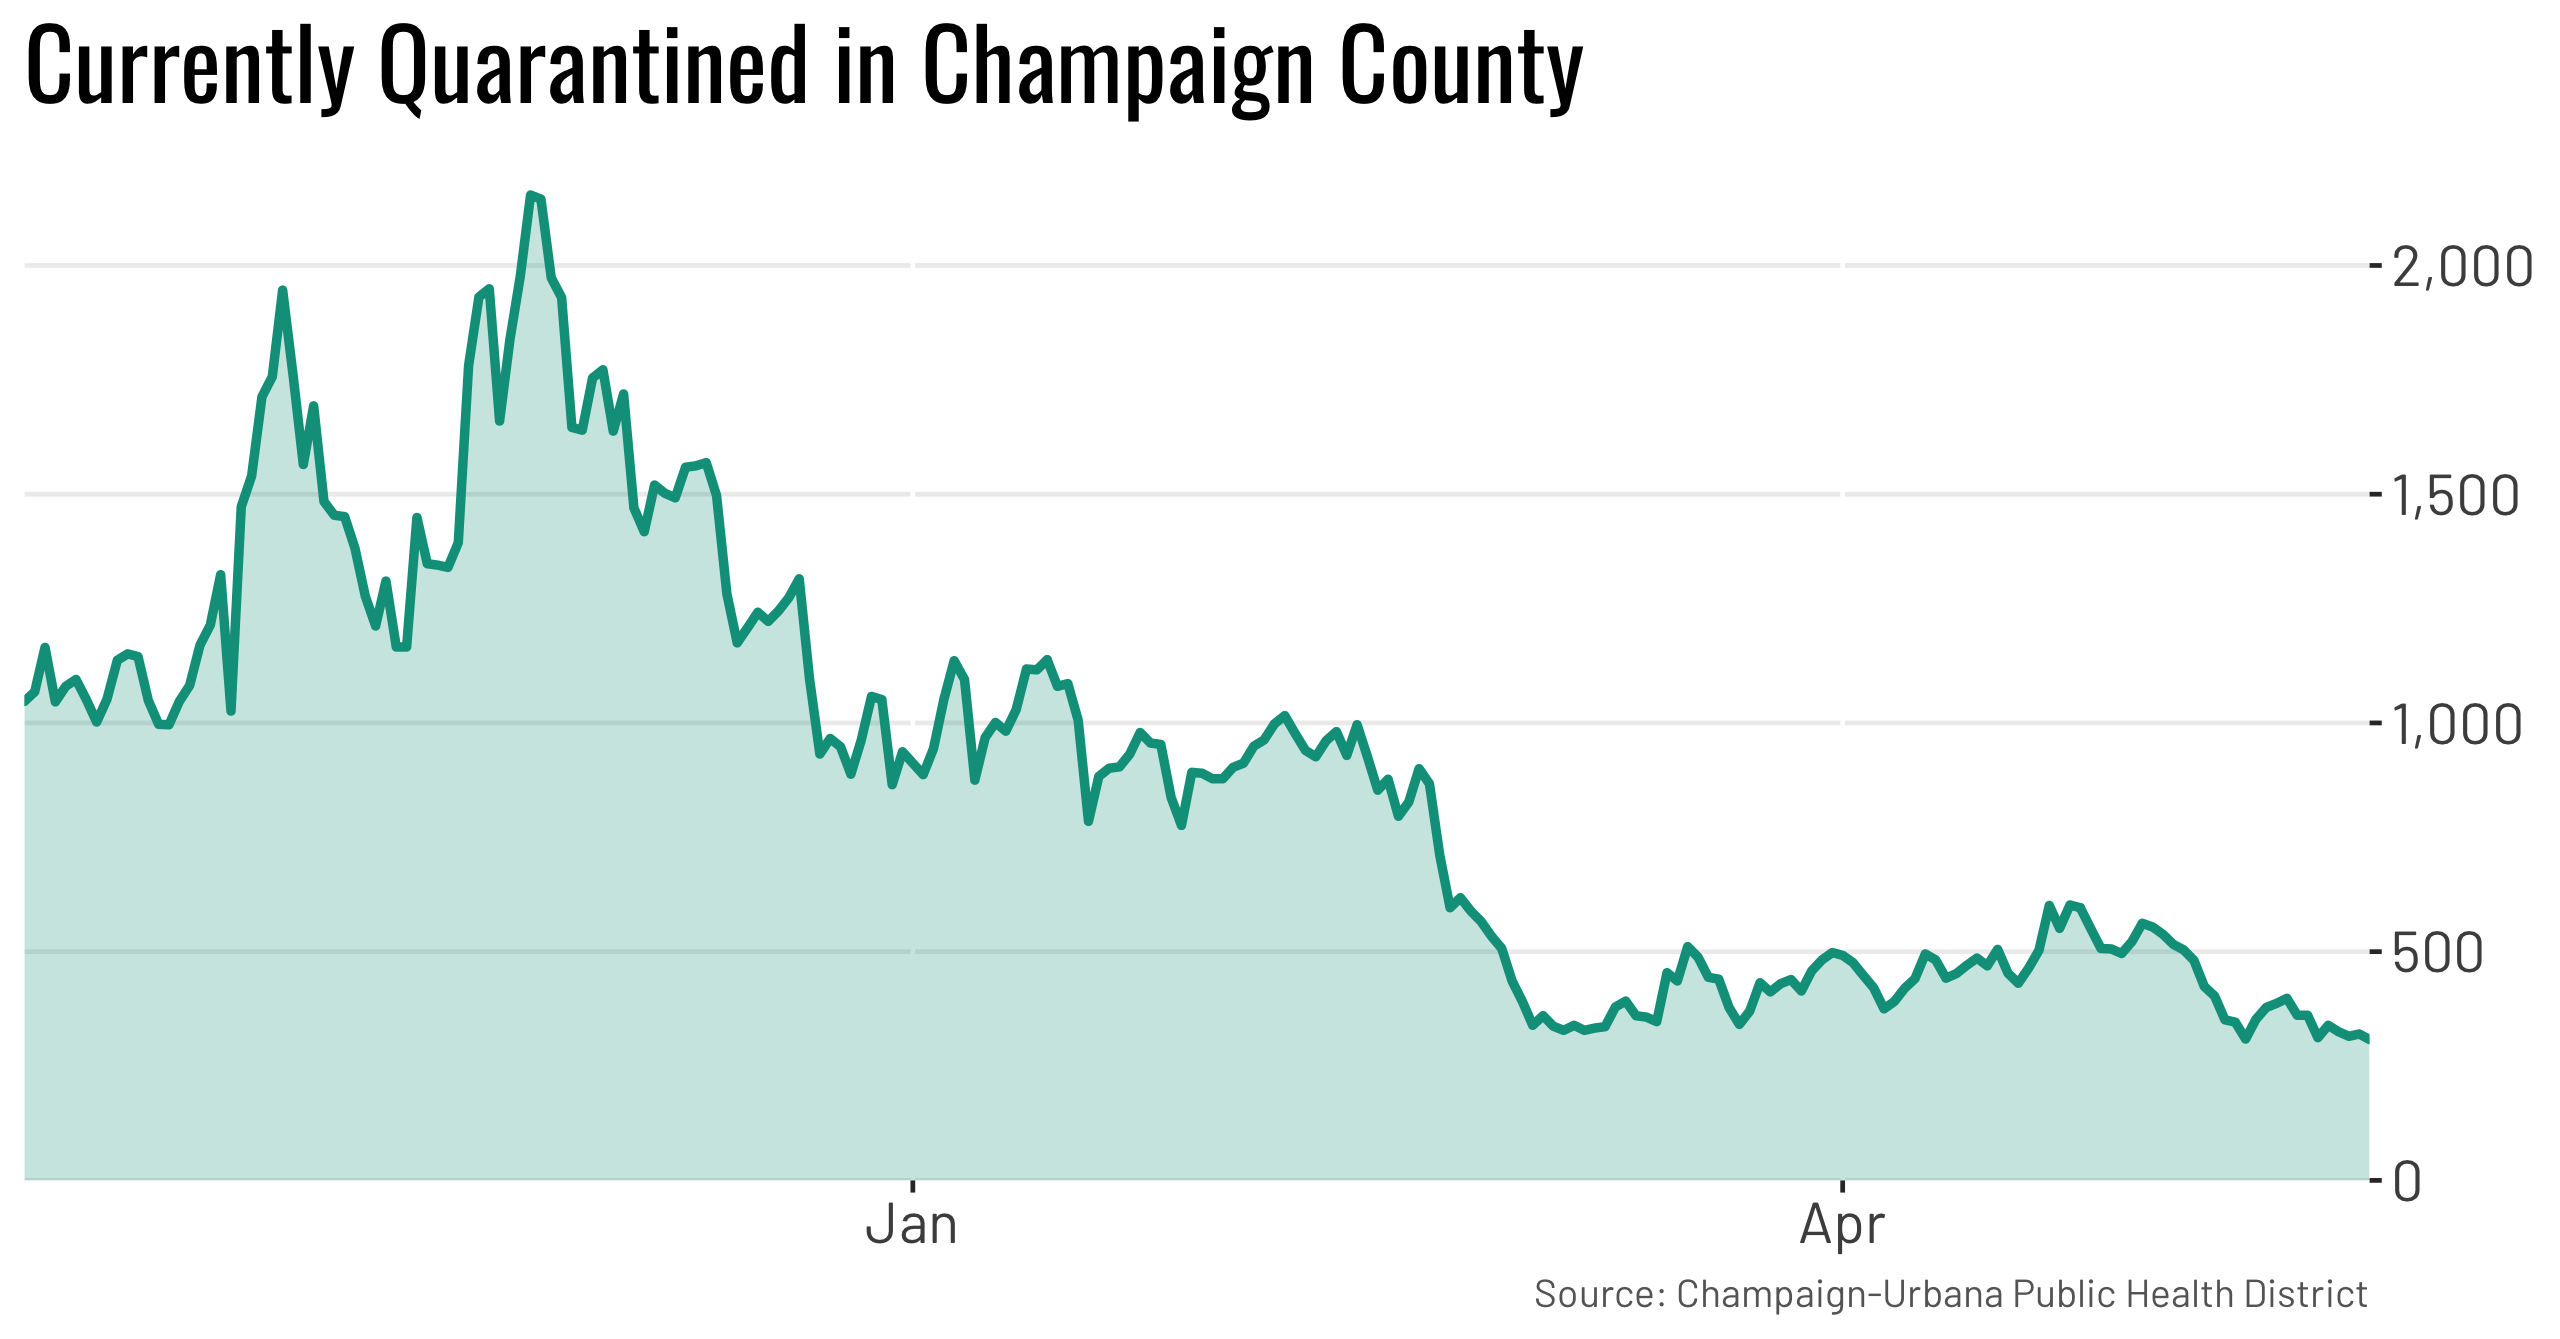 Currently Quarantined in Champaign County
2,000
1,500
1,000
500
0
Jan Apr
Source: Champaign-Urbana Public Health District